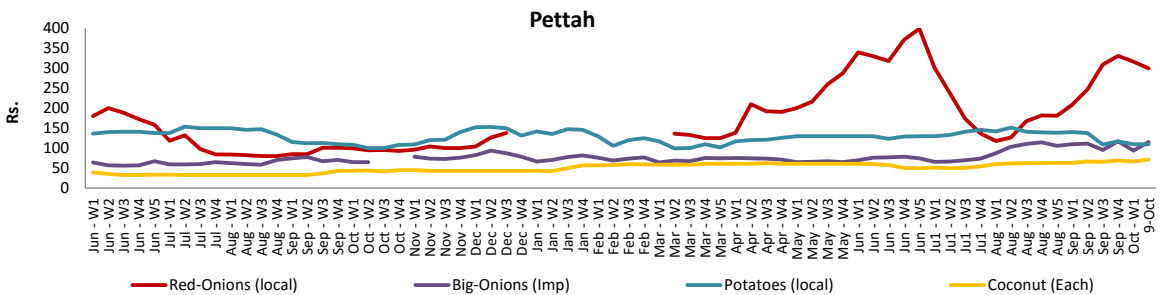 Pettah
400
350
300
250
200
150
100
50
0
Rs.
Jun - W1
Jun - W2
Jun - W3
Jun - W4
Jun - W5
Jul - W1
Jul - W2
Jul - W3
Jul - W4
Aug W1
Aug W2
Aug W3
Aug W4
Sep W1
Sep W2
Sep W3
Sep W4
Oct - W1
Oct - W2
Oct - W3
Oct - W4
Nov - W1
Nov - W2
Nov - W3
Nov - W4
Dec- W1
Dec - W2
Dec - W3
Dec - W4
Jan - W1
Jan - W2
Jan - W3
Jan - W4
Feb - W1
Feb - W2
Feb - W3
Feb - W4
Mar - W1
Mar - W2
Mar - W3
Mar - W4
Mar - W5
Apr - W1
Apr - W2
Apr - W3
Apr - W4
May - W1
May - W2
May - W3
May - W4
Jun - W1
Jun - W2
Jun - W3
Jun - W4
Jun - W5
Ju1 - W1
Ju1 - W2
Ju1 - W3
Ju1 - W4
Aug - W1
Aug - W2
Aug - W3
Aug - W4
Sep - W1
Sep - W2
Sep - W3
Sep - W4
Oct - W1
9-Oct
Red-Onions (local)
Big-Onions (Imp)
Potatoes (local)
Coconut (Each)